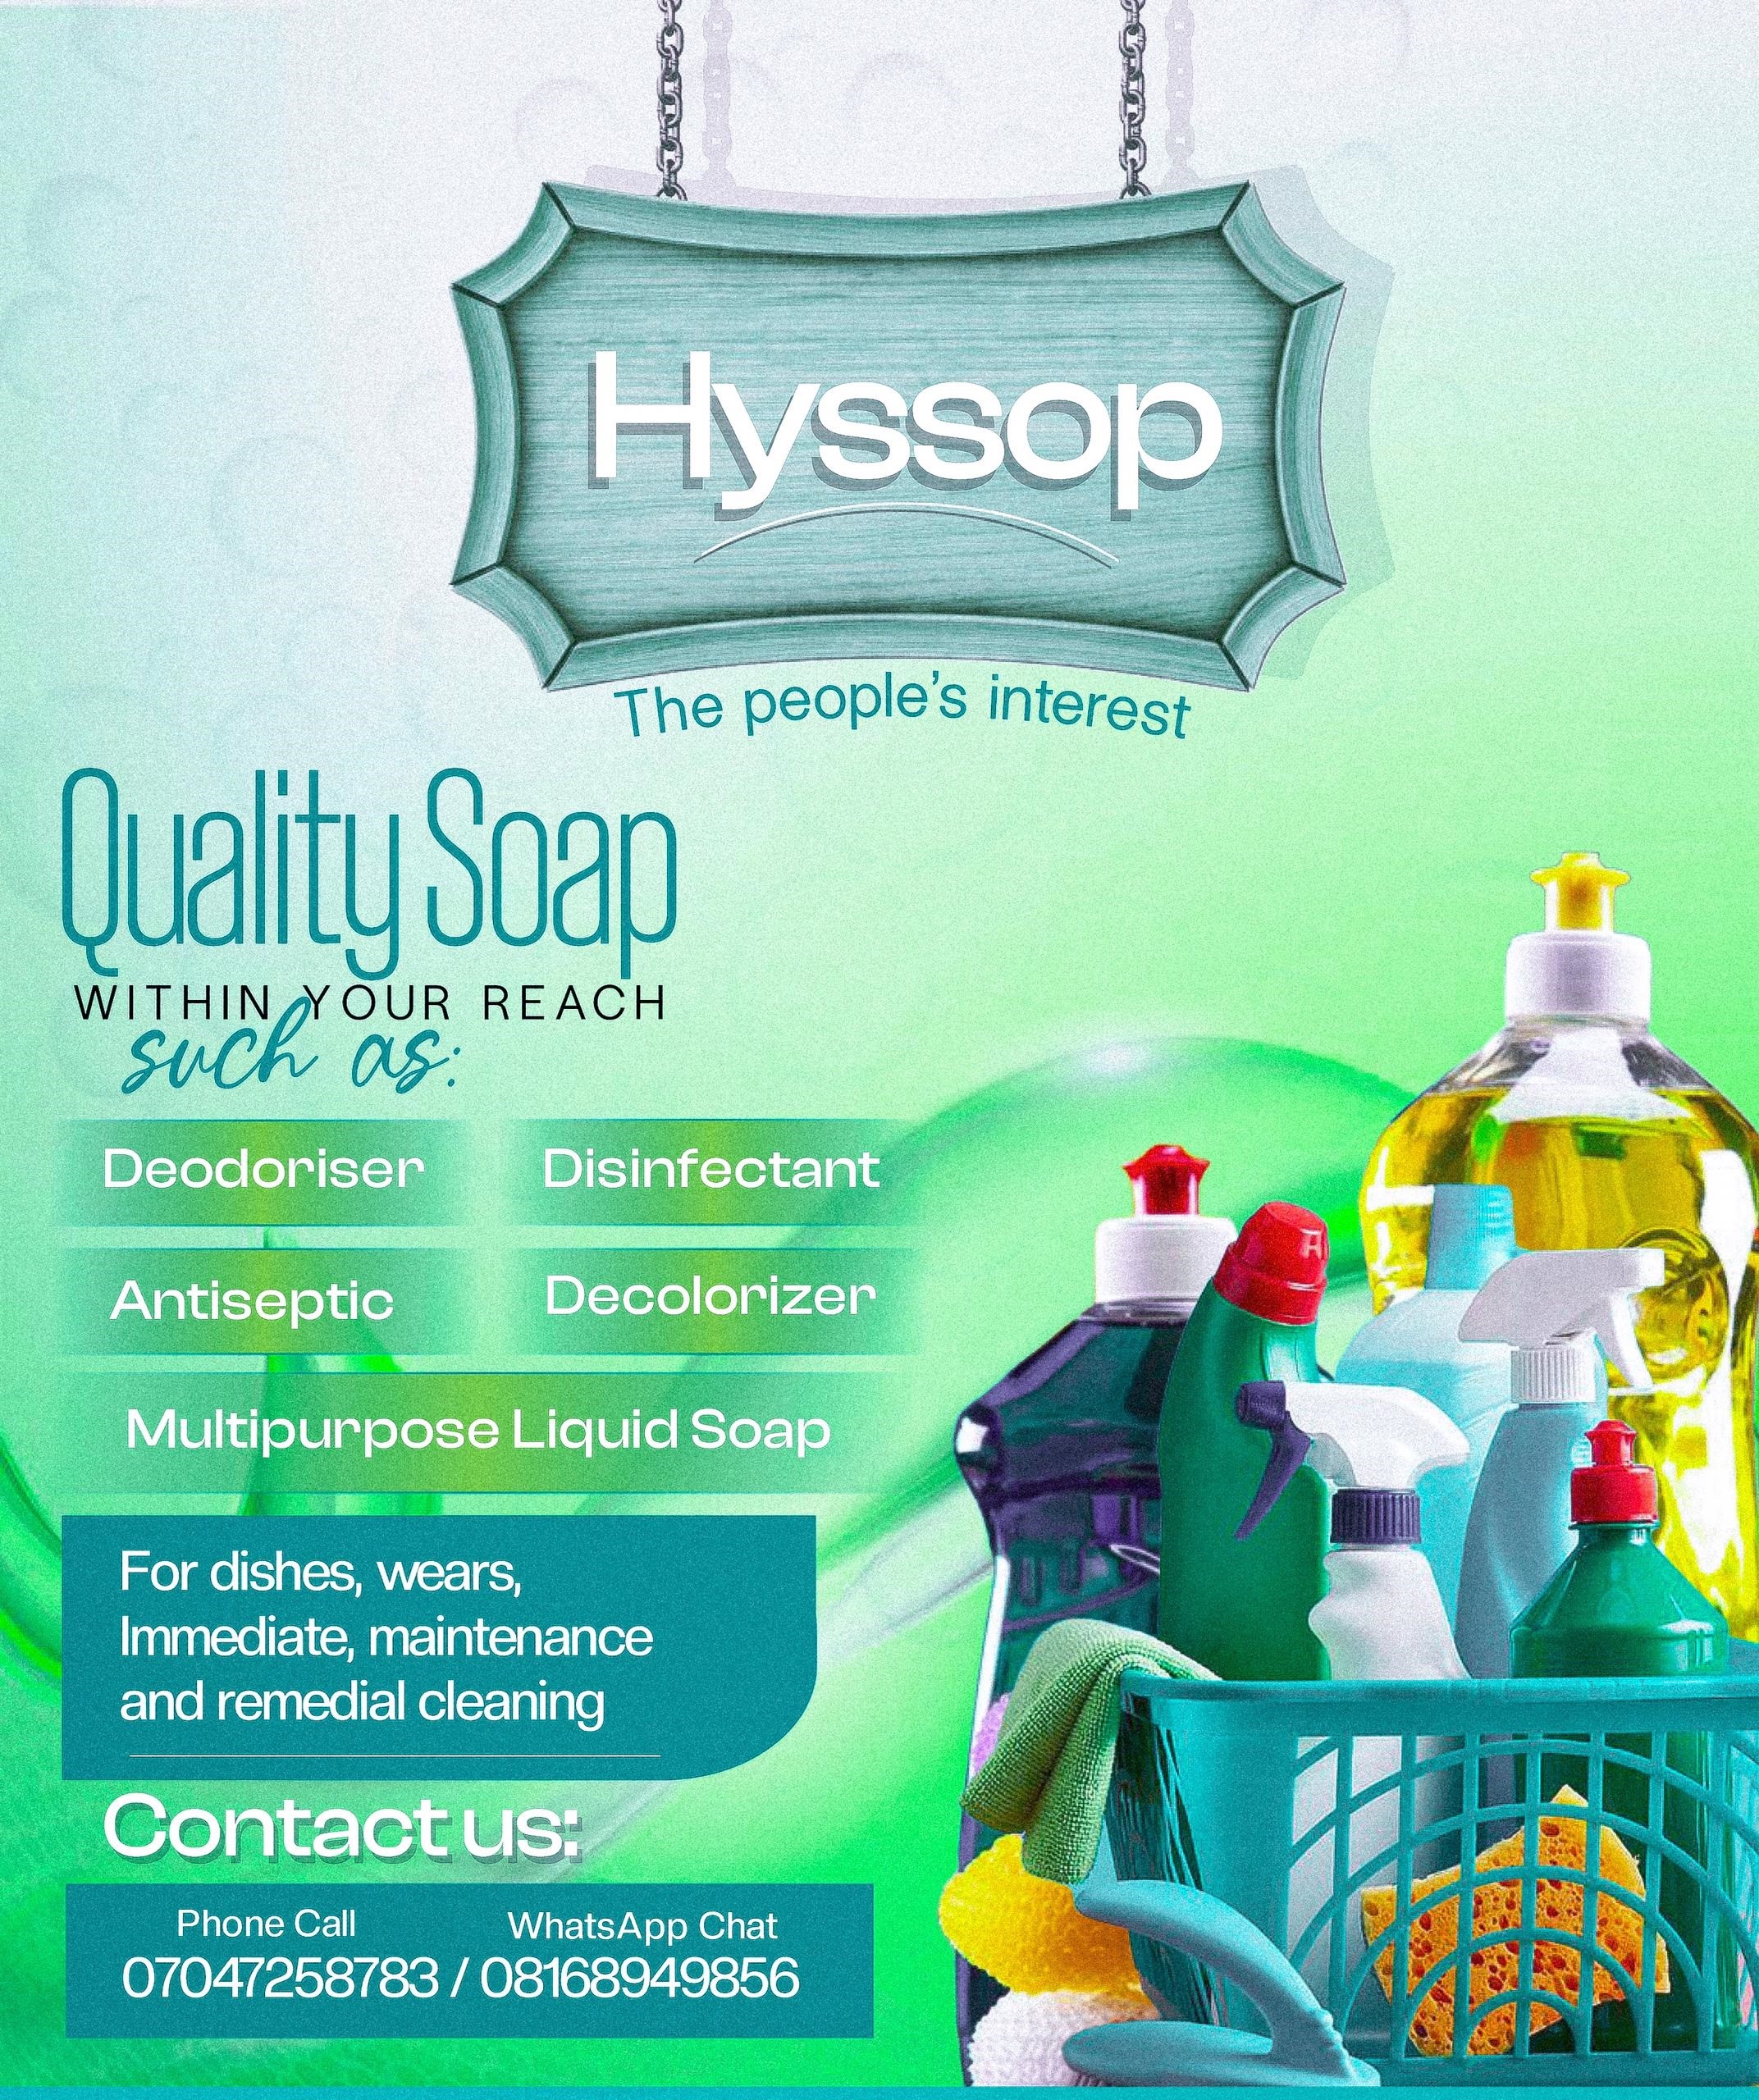 Hyssop
The people's interest
Quality Soap
WITHIN YOUR REACH
such as:
Deodoriser
Disinfectant
Antiseptic
Decolorizer
Multipurpose Liquid Soap
For dishes, wears,
Immediate, maintenance
and remedial cleaning
Contact us:
Phone Call WhatsApp Chat
07047258783 / 08168949856